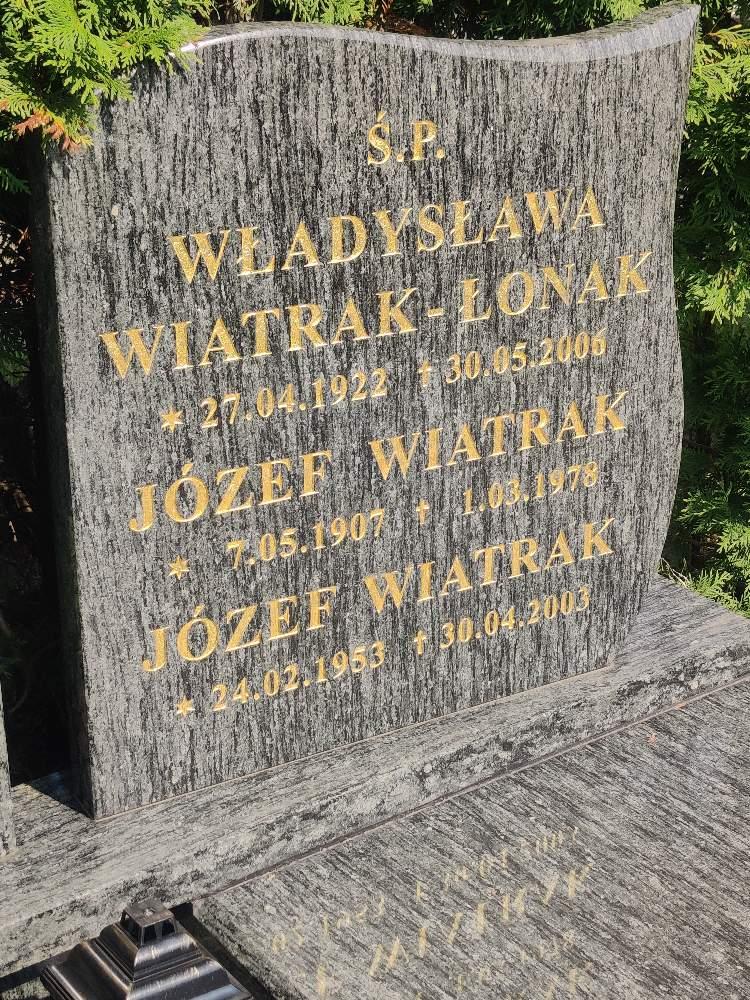 Ś.P.
WŁADYSŁAWA
WIATRAK-ŁONAK
* 27.04.1922 † 30.05.2006
JÓZEF WIATRAK
* 7.05.1907 † 1.03.1978
JÓZEF WIATRAK
* 24.02.1953 † 30.04.2003